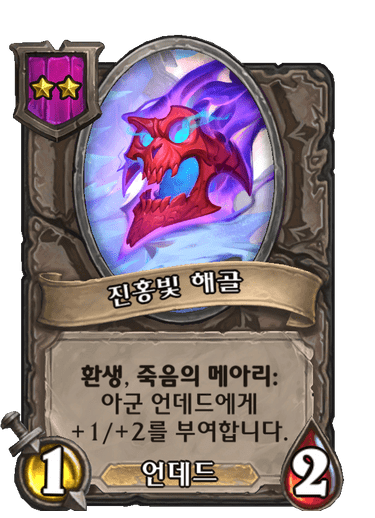 진홍빛 해골
환생, 죽음의 메아리:
아군 언데드에게
+1/+2를 부여합니다.
1
언데드
2